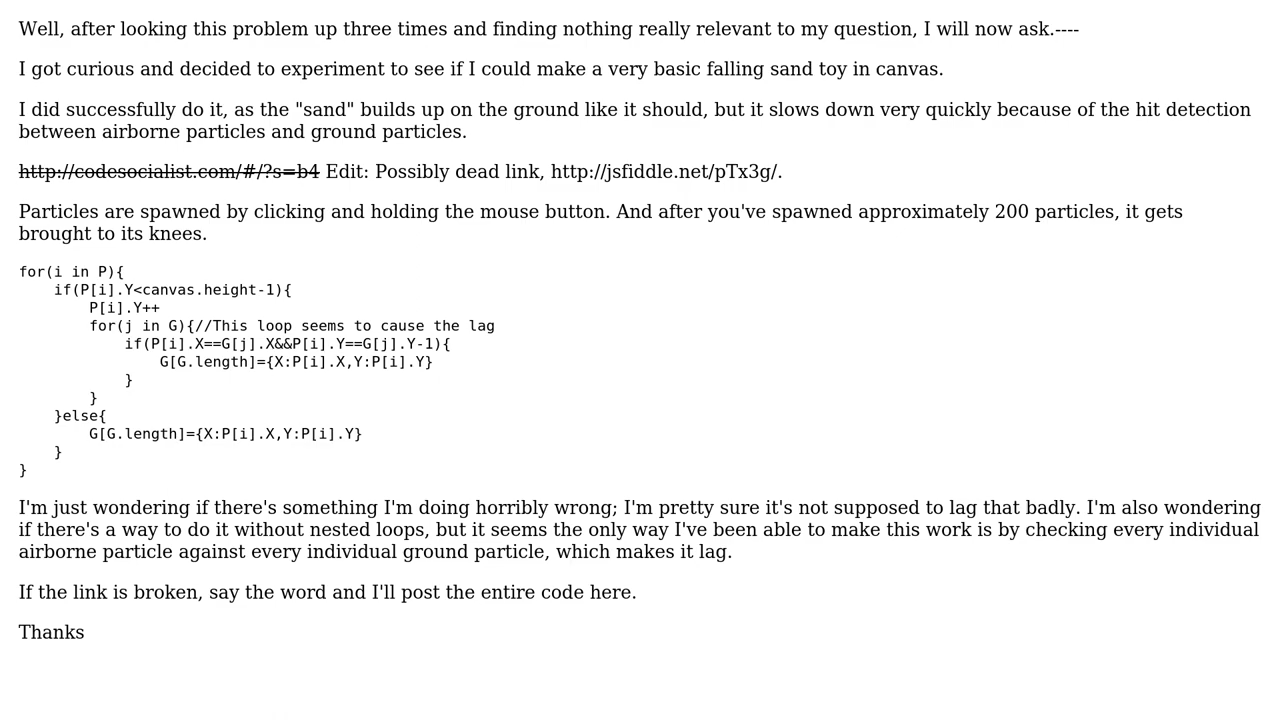 Well, after looking this problem up three times and finding nothing really relevant to my question, I will now ask.----
I got curious and decided to experiment to see if I could make a very basic falling sand toy in canvas.
I did successfully do it, as the "sand" builds up on the ground like it should, but it slows down very quickly because of the hit detection
between airborne particles and ground particles.
http://codesocialist.com/#/?s=b4 Edit: Possibly dead link, http://jsfiddle.net/pTx3g/.
Particles are spawned by clicking and holding the mouse button. And after you've spawned approximately 200 particles, it gets
brought to its knees.
for(i in P){
    if(P[i].Y<canvas.height-1){
        P[i].Y++
        for(j in G){//This loop seems to cause the lag
            if(P[i].X==G[j].X&&P[i].Y==G[j].Y-1){
                G[G.length]={X:P[i].X,Y:P[i].Y}
            }
        }
    }else{
        G[G.length]={X:P[i].X,Y:P[i].Y}
    }
}
I'm just wondering if there's something I'm doing horribly wrong; I'm pretty sure it's not supposed to lag that badly. I'm also wondering
if there's a way to do it without nested loops, but it seems the only way I've been able to make this work is by checking every individual
airborne particle against every individual ground particle, which makes it lag.
If the link is broken, say the word and I'll post the entire code here.
Thanks